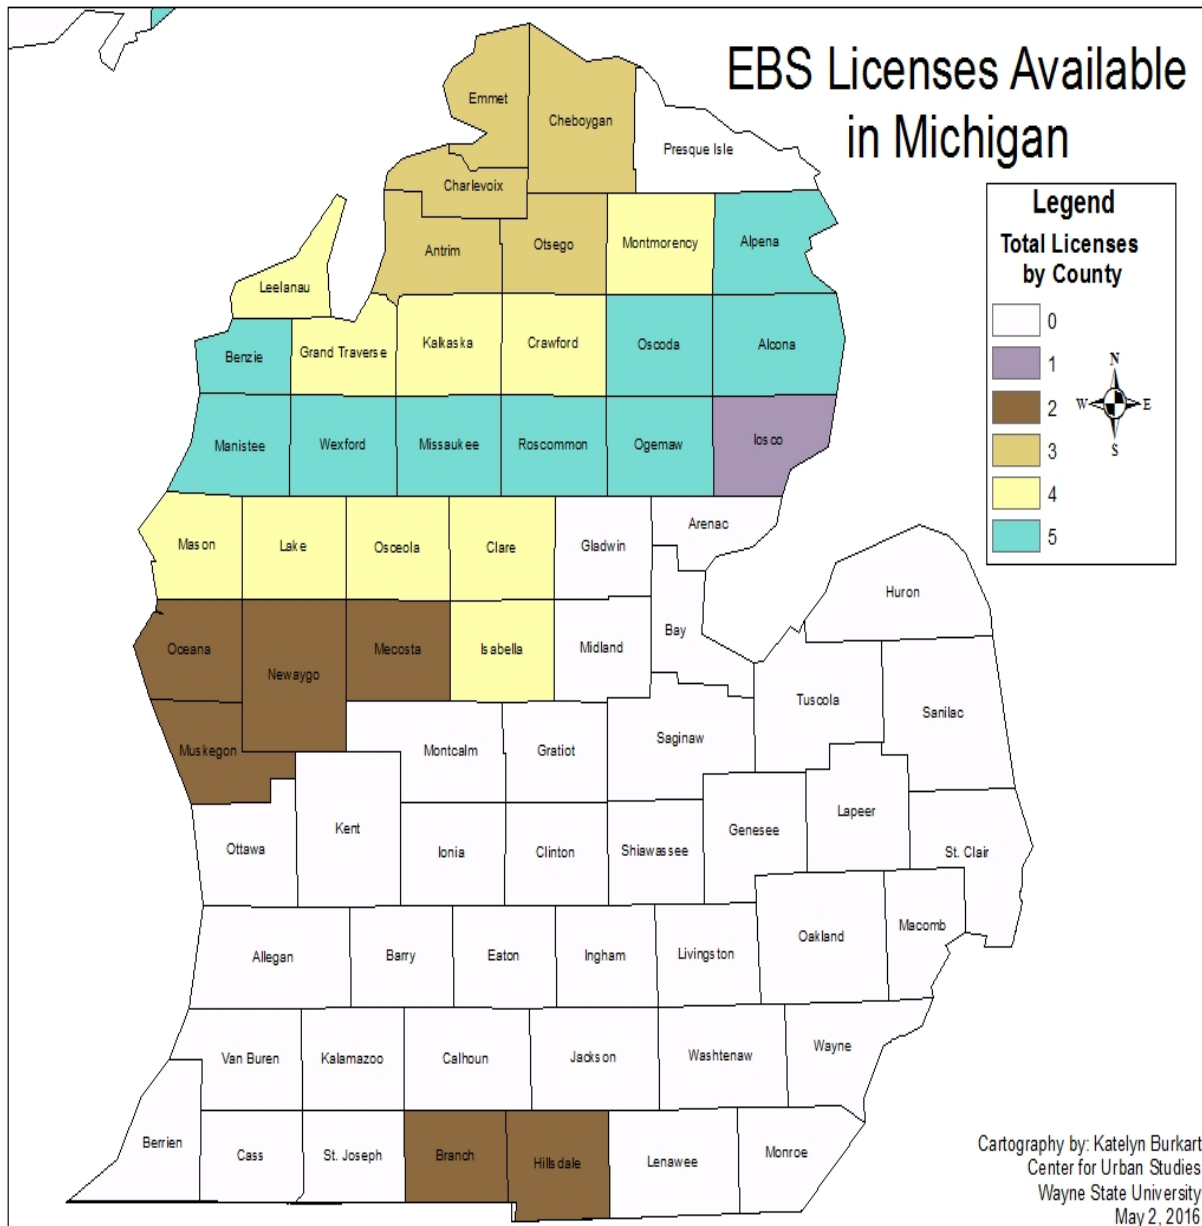 EBS Licenses Available
in Michigan
Legend
Total Licenses
by County
0
1
2
3
4
5
N
W
E
S
Emmet
Cheboygan
Presque Isle
Charlevoix
Antrim
Otsego
Montmorency
Alpena
Leelanau
Benzie
Grand Traverse
Kalkaska
Crawford
Oscoda
Alcona
Manistee
Wexford
Missaukee
Roscommon
Ogemaw
Iosco
Mason
Lake
Osceola
Clare
Gladwin
Arenac
Huron
Oceana
Newaygo
Mecosta
Isabella
Midland
Bay
Tuscola
Sanilac
Muskegon
Montcalm
Gratiot
Saginaw
Ottawa
Kent
Ionia
Clinton
Shiawassee
Genesee
Lapeer
St. Clair
Allegan
Barry
Eaton
Ingham
Livingston
Oakland
Macomb
Van Buren
Kalamazoo
Calhoun
Jackson
Washtenaw
Wayne
Berrien
Cass
St. Joseph
Branch
Hillsdale
Lenawee
Monroe
Cartography by: Katelyn Burkart
Center for Urban Studies
Wayne State University
May 2, 2016